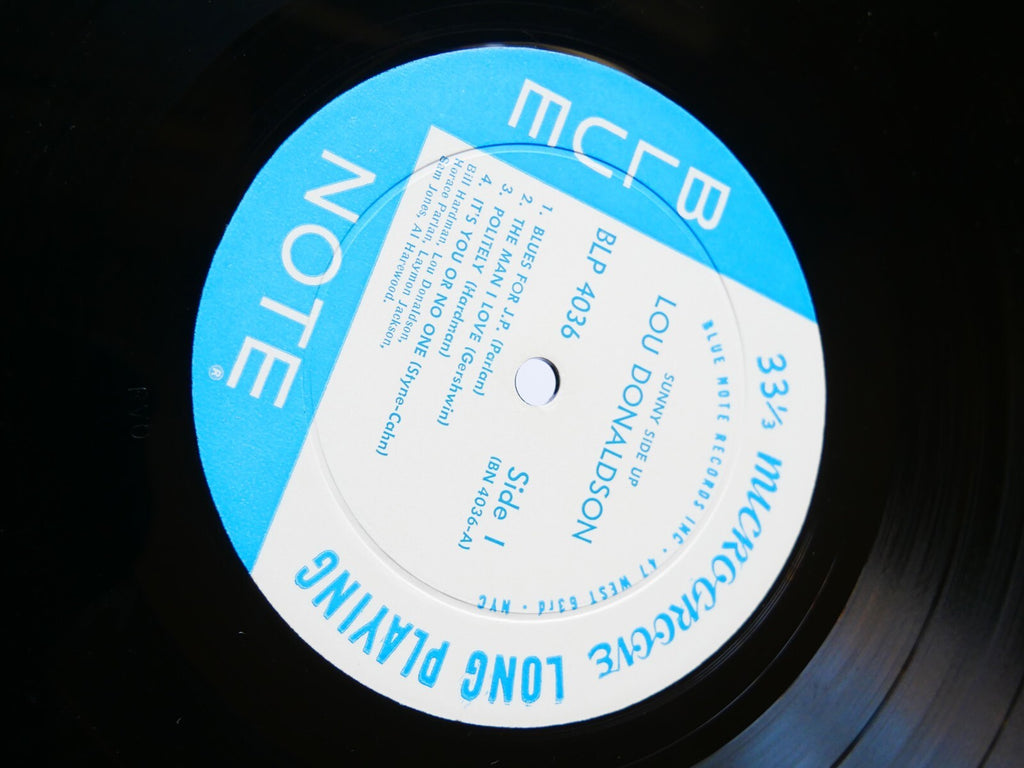 BLUE
NOTE
®
33⅓ MICROGROOVE LONG PLAYING
BLUE NOTE RECORDS INC · 47 WEST 63rd · NYC
SUNNY SIDE UP
LOU DONALDSON
BLP 4036
Side 1
(BN 4036-A)
1. BLUES FOR J.P. (Parlan)
2. THE MAN I LOVE (Gershwin)
3. POLITELY (Hardman)
4. IT'S YOU OR NO ONE (Styne-Cahn)
Bill Hardman, Lou Donaldson,
Horace Parlan, Laymon Jackson,
Sam Jones, Al Harewood.